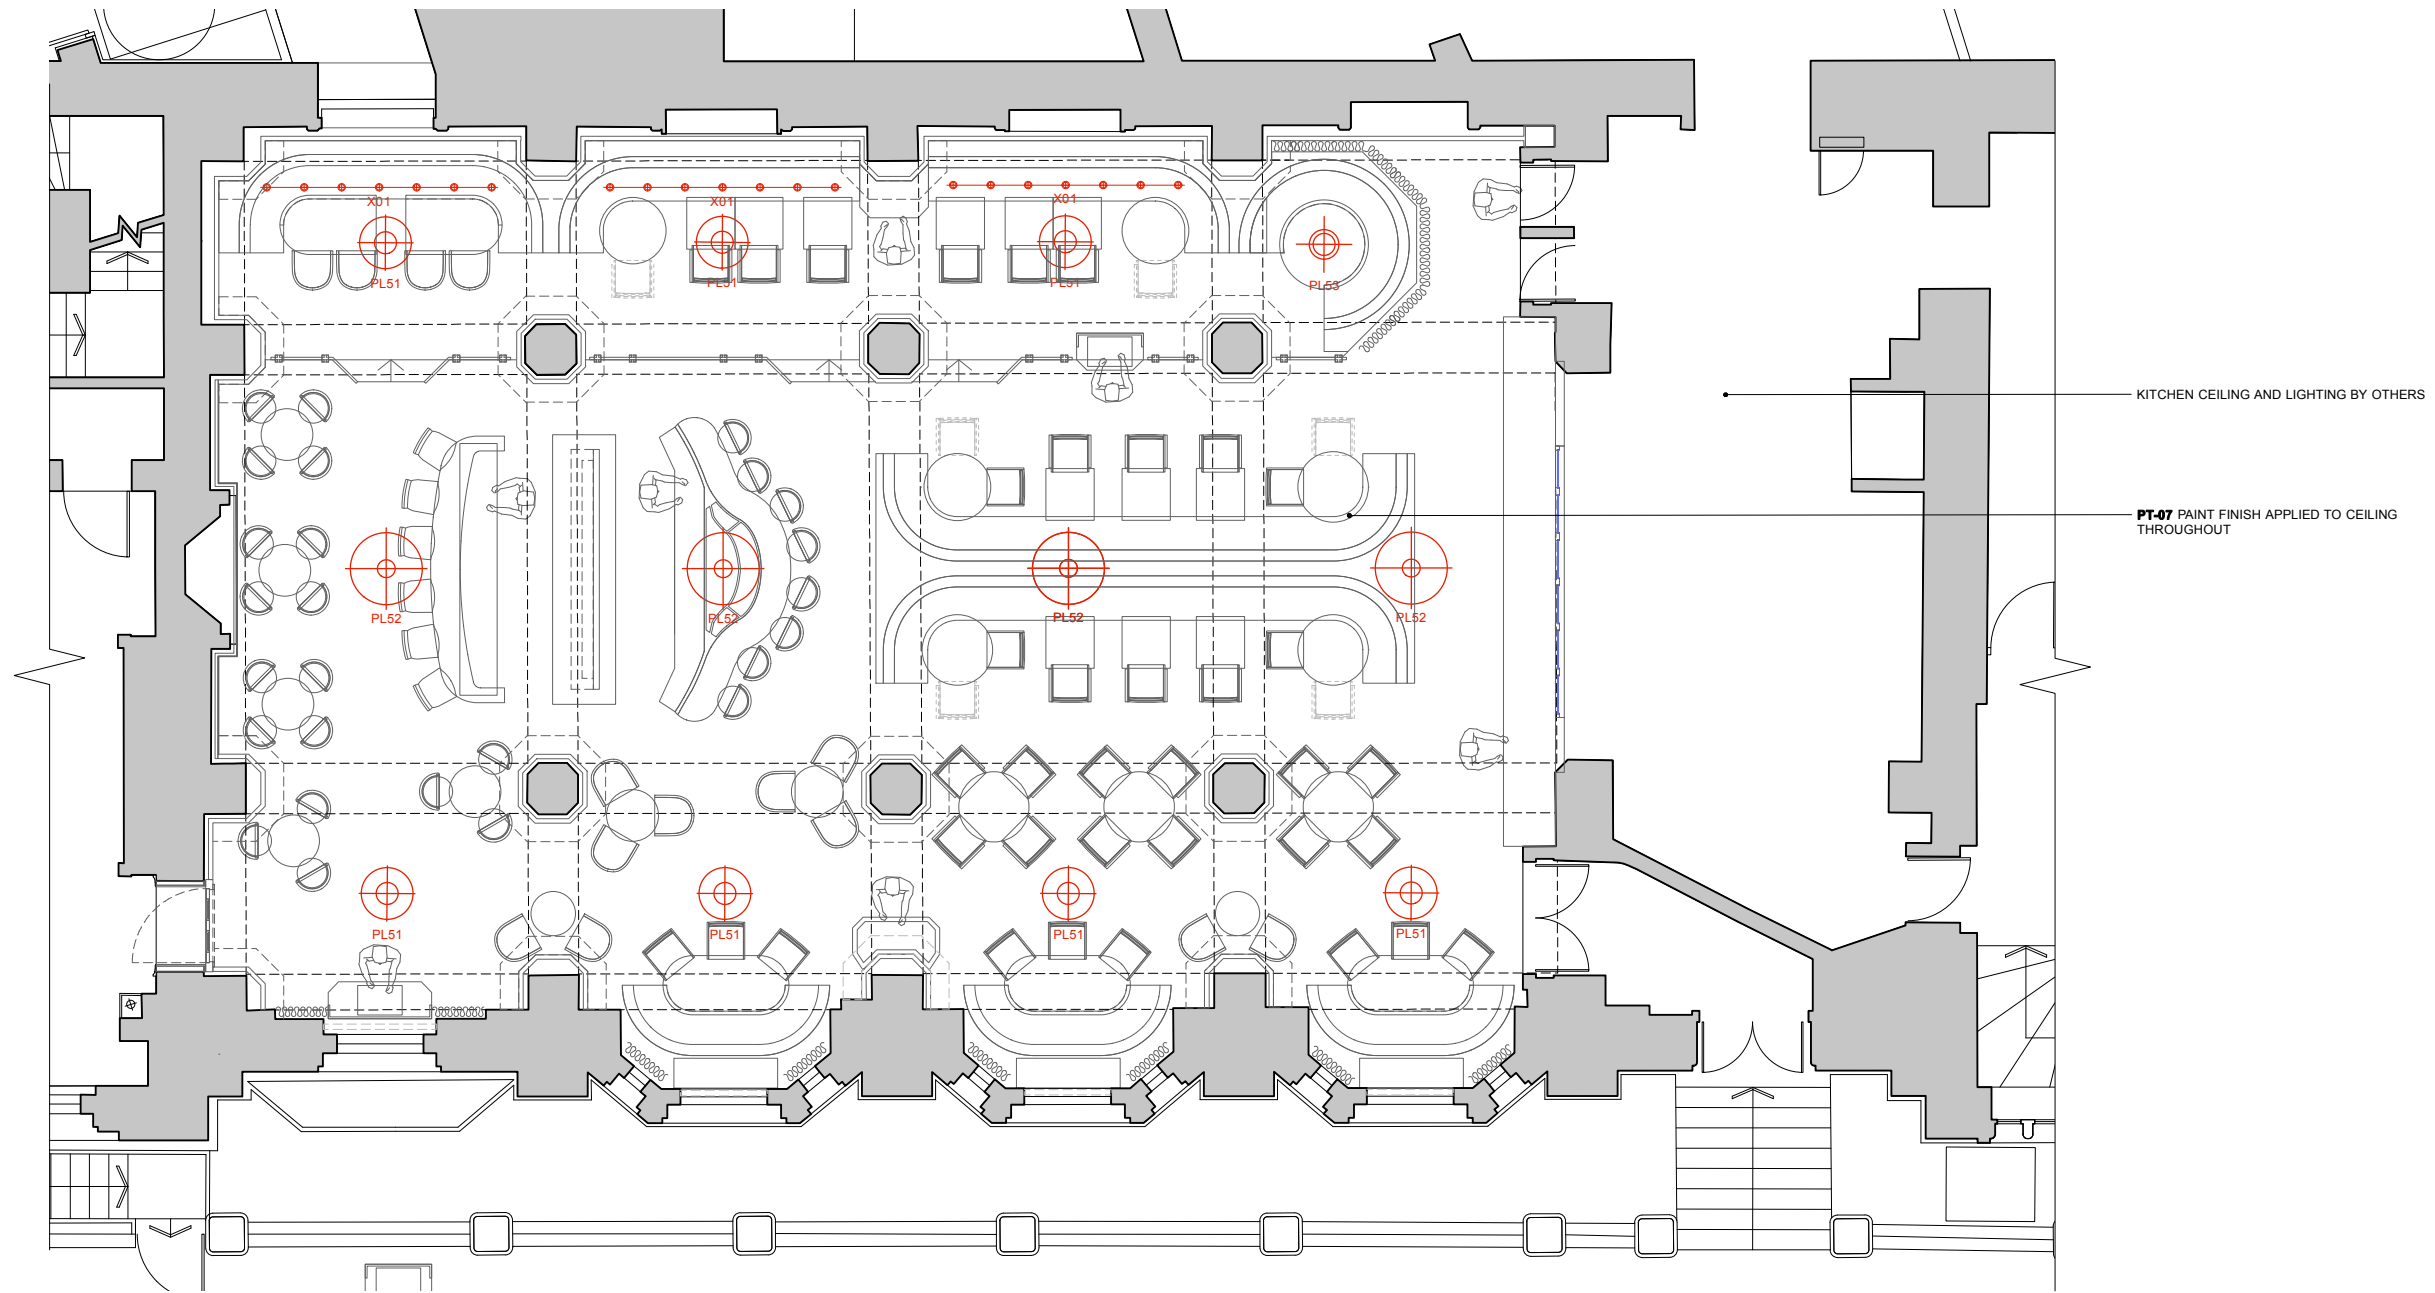 X01
X01
X01
PL51
PL51
PL51
PL53
KITCHEN CEILING AND LIGHTING BY OTHERS
PT-07 PAINT FINISH APPLIED TO CEILING
THROUGHOUT
PL52
PL52
PL52
PL52
PL51
PL51
PL51
PL51